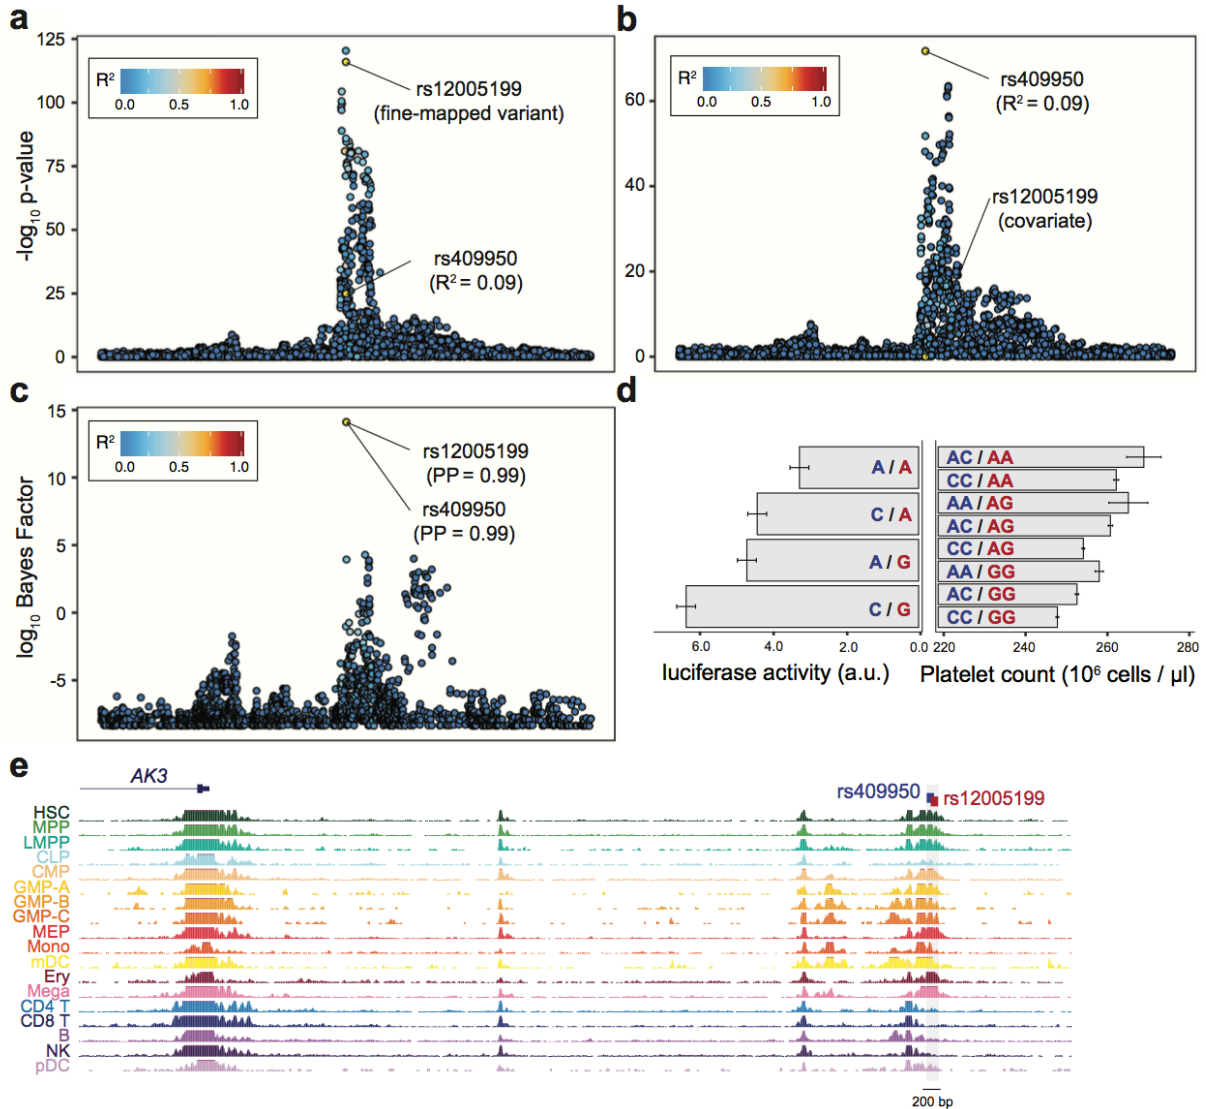 a
125
100
75
50
25
0
-log10 p-value
R²
0.0 0.5 1.0
rs12005199
(fine-mapped variant)
rs409950
(R² = 0.09)
b
60
40
20
0
R²
0.0 0.5 1.0
rs409950
(R² = 0.09)
rs12005199
(covariate)
c
15
10
5
0
-5
log10 Bayes Factor
R²
0.0 0.5 1.0
rs12005199
(PP = 0.99)
rs409950
(PP = 0.99)
d
A / A
C / A
A / G
C / G
6.0 4.0 2.0 0.0
luciferase activity (a.u.)
AC / AA
CC / AA
AA / AG
AC / AG
CC / AG
AA / GG
AC / GG
CC / GG
220 240 260 280
Platelet count (10⁶ cells / µl)
e
AK3
rs409950
rs12005199
HSC
MPP
LMPP
CLP
CMP
GMP-A
GMP-B
GMP-C
MEP
Mono
mDC
Ery
Mega
CD4 T
CD8 T
B
NK
pDC
200 bp